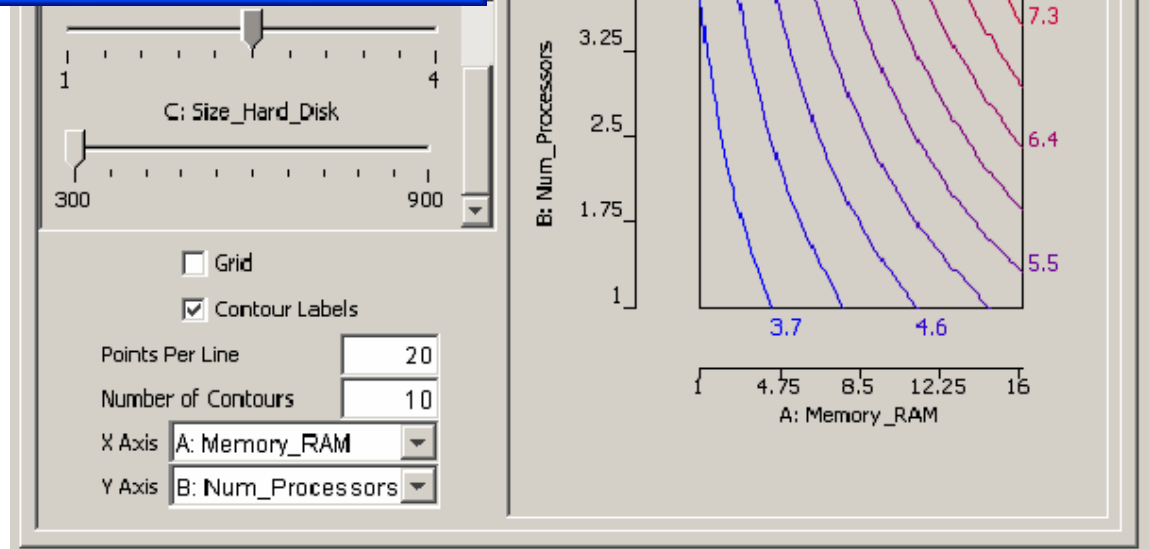 1 4
C: Size_Hard_Disk
300 900
Grid
Contour Labels
Points Per Line 20
Number of Contours 10
X Axis A: Memory_RAM
Y Axis B: Num_Processors
B: Num_Processors
3.25
2.5
1.75
1
7.3
6.4
5.5
3.7 4.6
1 4.75 8.5 12.25 16
A: Memory_RAM